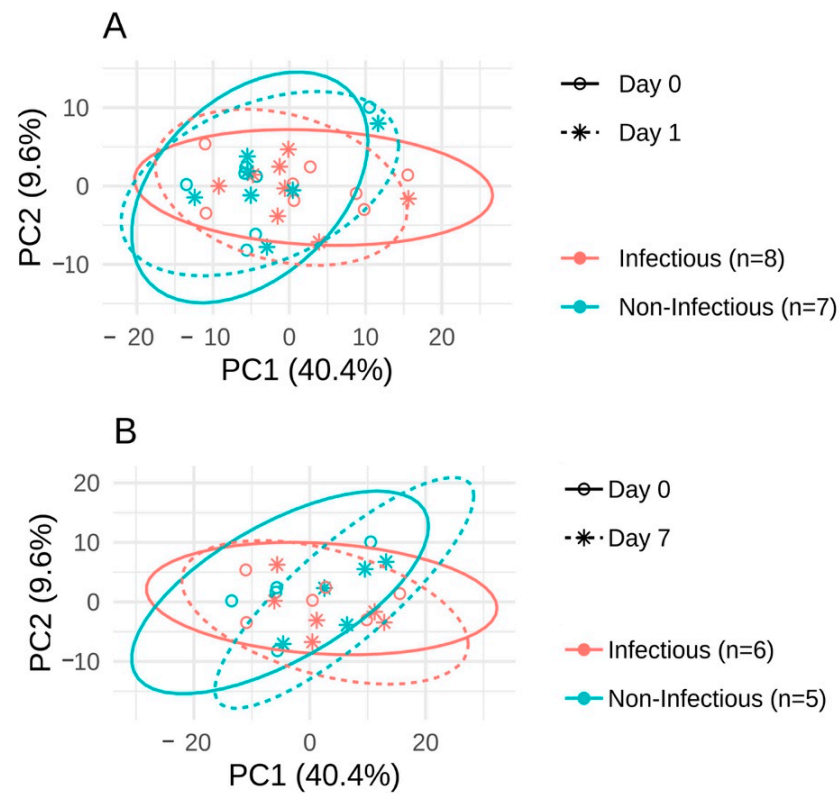 A
PC2 (9.6%)
10
0
−10
− 20 − 10 0 20
PC1 (40.4%)
Day 0
Day 1
Infectious (n=8)
Non-Infectious (n=7)
B
PC2 (9.6%)
20
10
0
−10
− 20 0 20
PC1 (40.4%)
Day 0
Day 7
Infectious (n=6)
Non-Infectious (n=5)